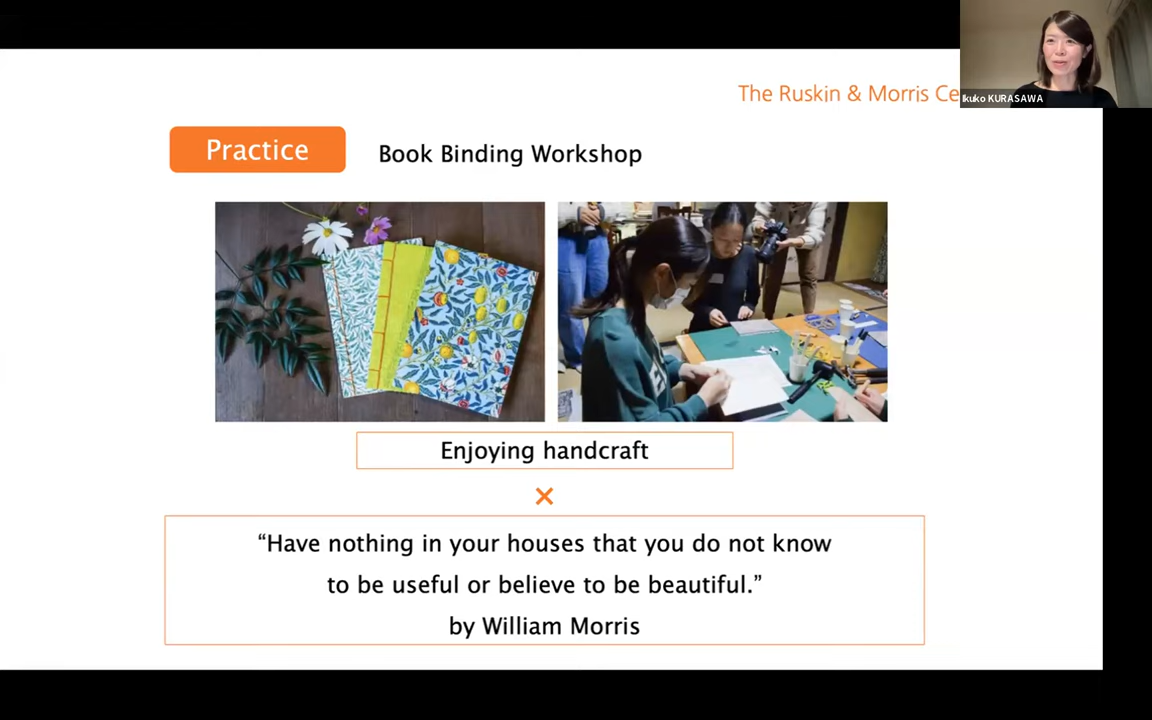 The Ruskin & Morris Ce
Ikuko KURASAWA
Practice
Book Binding Workshop
Enjoying handcraft
×
“Have nothing in your houses that you do not know
to be useful or believe to be beautiful.”
by William Morris